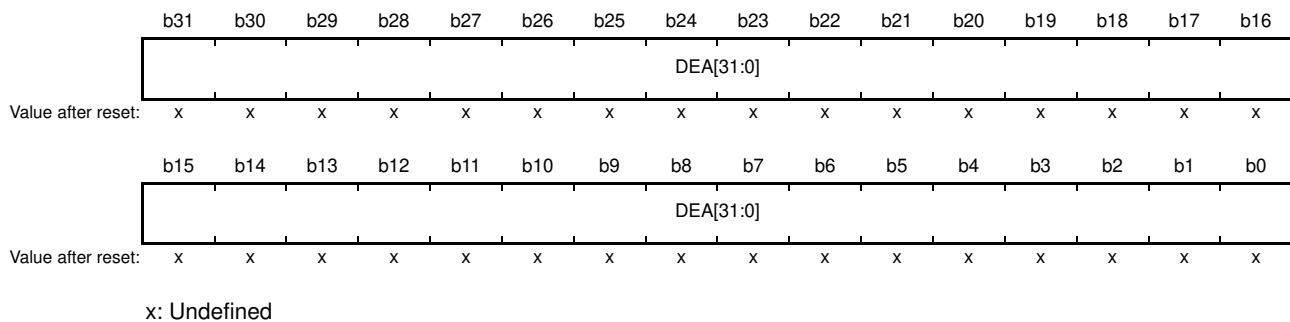 b31 b30 b29 b28 b27 b26 b25 b24 b23 b22 b21 b20 b19 b18 b17 b16
DEA[31:0]
Value after reset: x x x x x x x x x x x x x x x x
b15 b14 b13 b12 b11 b10 b9 b8 b7 b6 b5 b4 b3 b2 b1 b0
DEA[31:0]
Value after reset: x x x x x x x x x x x x x x x x
x: Undefined